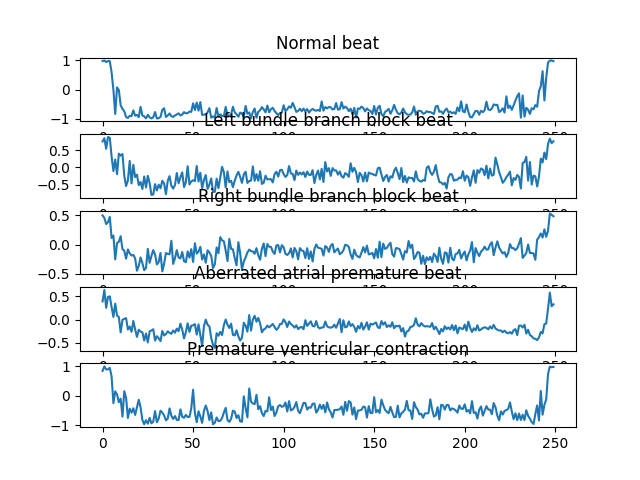 Normal beat
1
0
−1
Left bundle branch block beat
0.5
0.0
−0.5
Right bundle branch block beat
0.5
0.0
−0.5
Aberrated atrial premature beat
0.5
0.0
−0.5
Premature ventricular contraction
1
0
−1
0 50 100 150 200 250